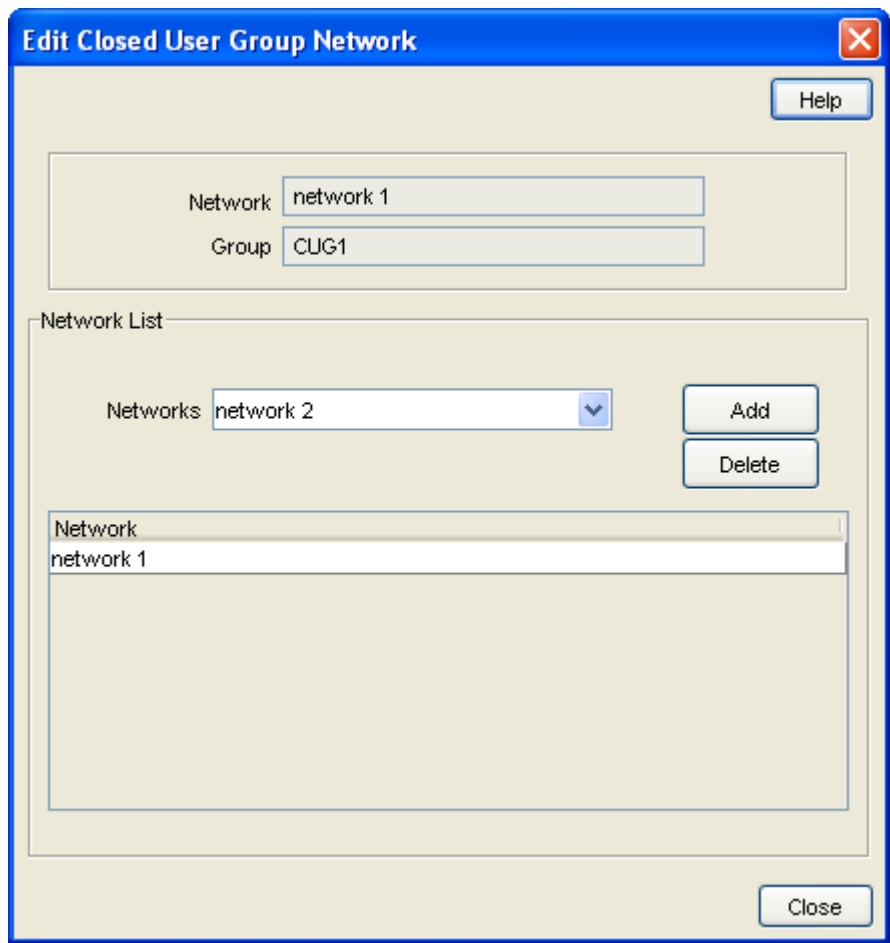 Edit Closed User Group Network
Help
Network network 1
Group CUG1
Network List
Networks network 2
Add
Delete
Network
network 1
Close